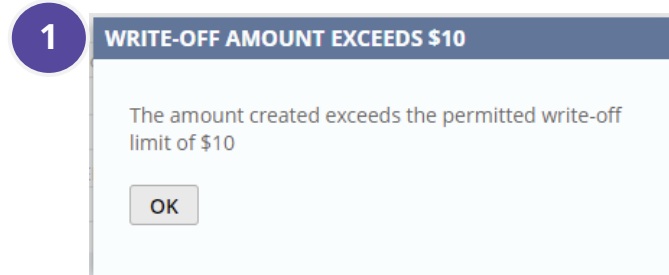 1
WRITE-OFF AMOUNT EXCEEDS $10
The amount created exceeds the permitted write-off
limit of $10
OK